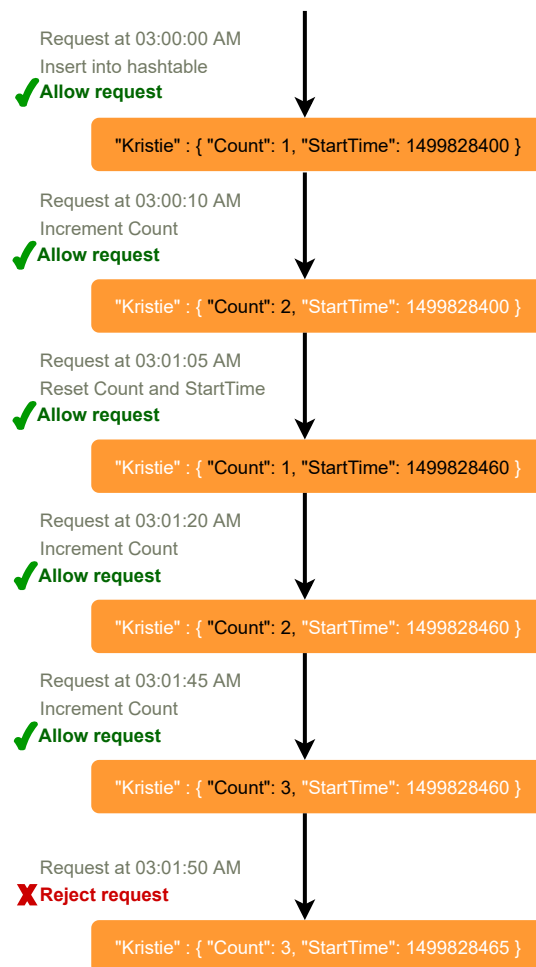 Request at 03:00:00 AM
Insert into hashtable
Allow request
"Kristie" : { "Count": 1, "StartTime": 1499828400 }
Request at 03:00:10 AM
Increment Count
Allow request
"Kristie" : { "Count": 2, "StartTime": 1499828400 }
Request at 03:01:05 AM
Reset Count and StartTime
Allow request
"Kristie" : { "Count": 1, "StartTime": 1499828460 }
Request at 03:01:20 AM
Increment Count
Allow request
"Kristie" : { "Count": 2, "StartTime": 1499828460 }
Request at 03:01:45 AM
Increment Count
Allow request
"Kristie" : { "Count": 3, "StartTime": 1499828460 }
Request at 03:01:50 AM
Reject request
"Kristie" : { "Count": 3, "StartTime": 1499828465 }